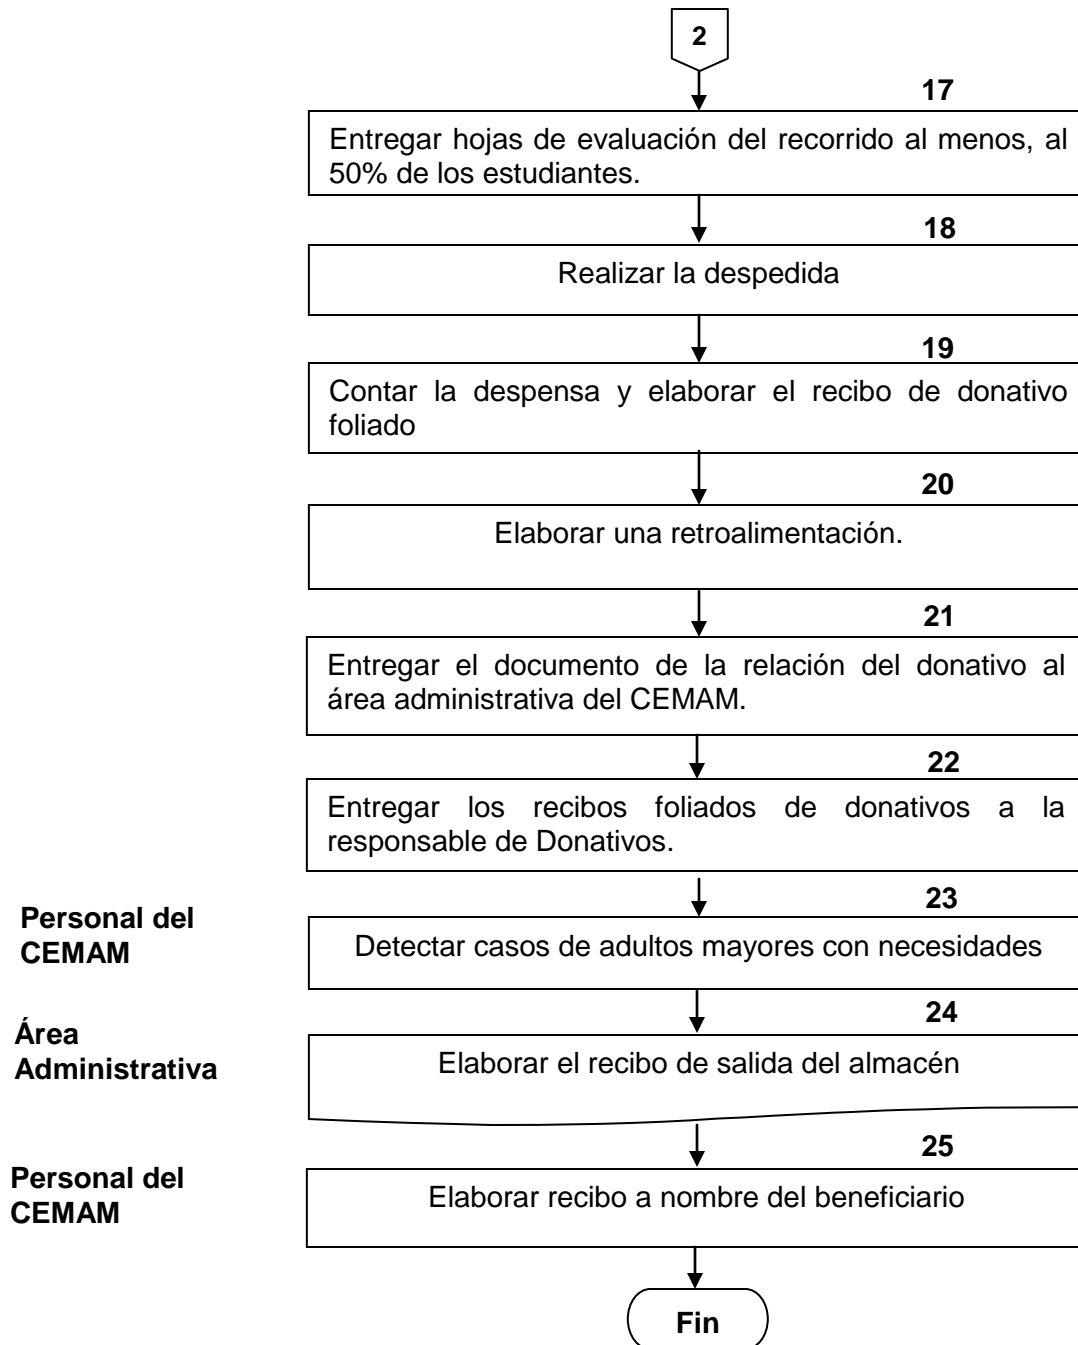 2
17
Entregar hojas de evaluación del recorrido al menos, al
50% de los estudiantes.
18
Realizar la despedida
19
Contar la despensa y elaborar el recibo de donativo
foliado
20
Elaborar una retroalimentación.
21
Entregar el documento de la relación del donativo al
área administrativa del CEMAM.
22
Entregar los recibos foliados de donativos a la
responsable de Donativos.
23
Personal del
CEMAM
Detectar casos de adultos mayores con necesidades
24
Área
Administrativa
Elaborar el recibo de salida del almacén
25
Personal del
CEMAM
Elaborar recibo a nombre del beneficiario
Fin